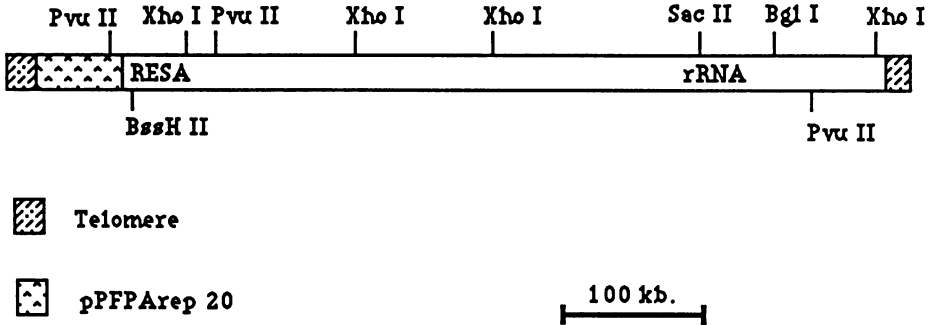 Pvu II Xho I Pvu II Xho I Xho I Sac II Bgl I Xho I
RESA rRNA
BssH II Pvu II
Telomere
pPFPArep 20
100 kb.